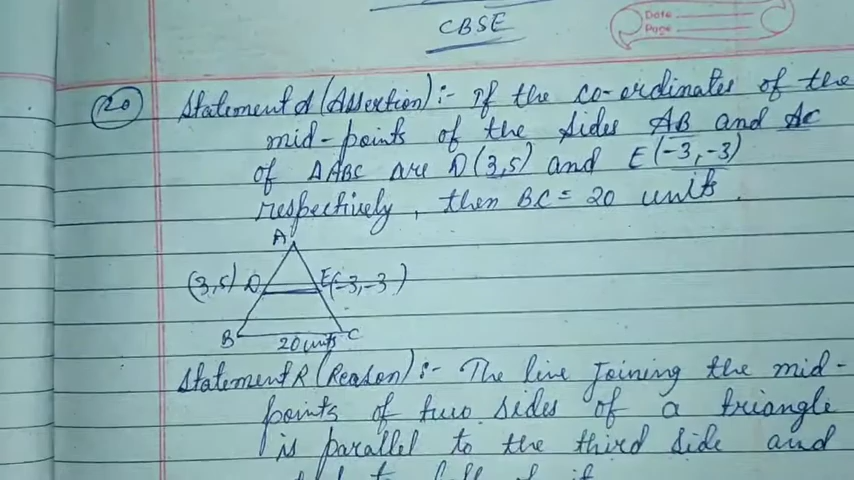 CBSE
Date
Page
20 Statement A (Assertion) :- If the co-ordinates of the
mid-points of the sides AB and AC
of ΔABC are D(3,5) and E(-3,-3)
respectively, then BC = 20 units.
A
(3,5) D E(-3,-3)
B 20 units C
Statement R (Reason) :- The line joining the mid-
points of two sides of a triangle
is parallel to the third side and